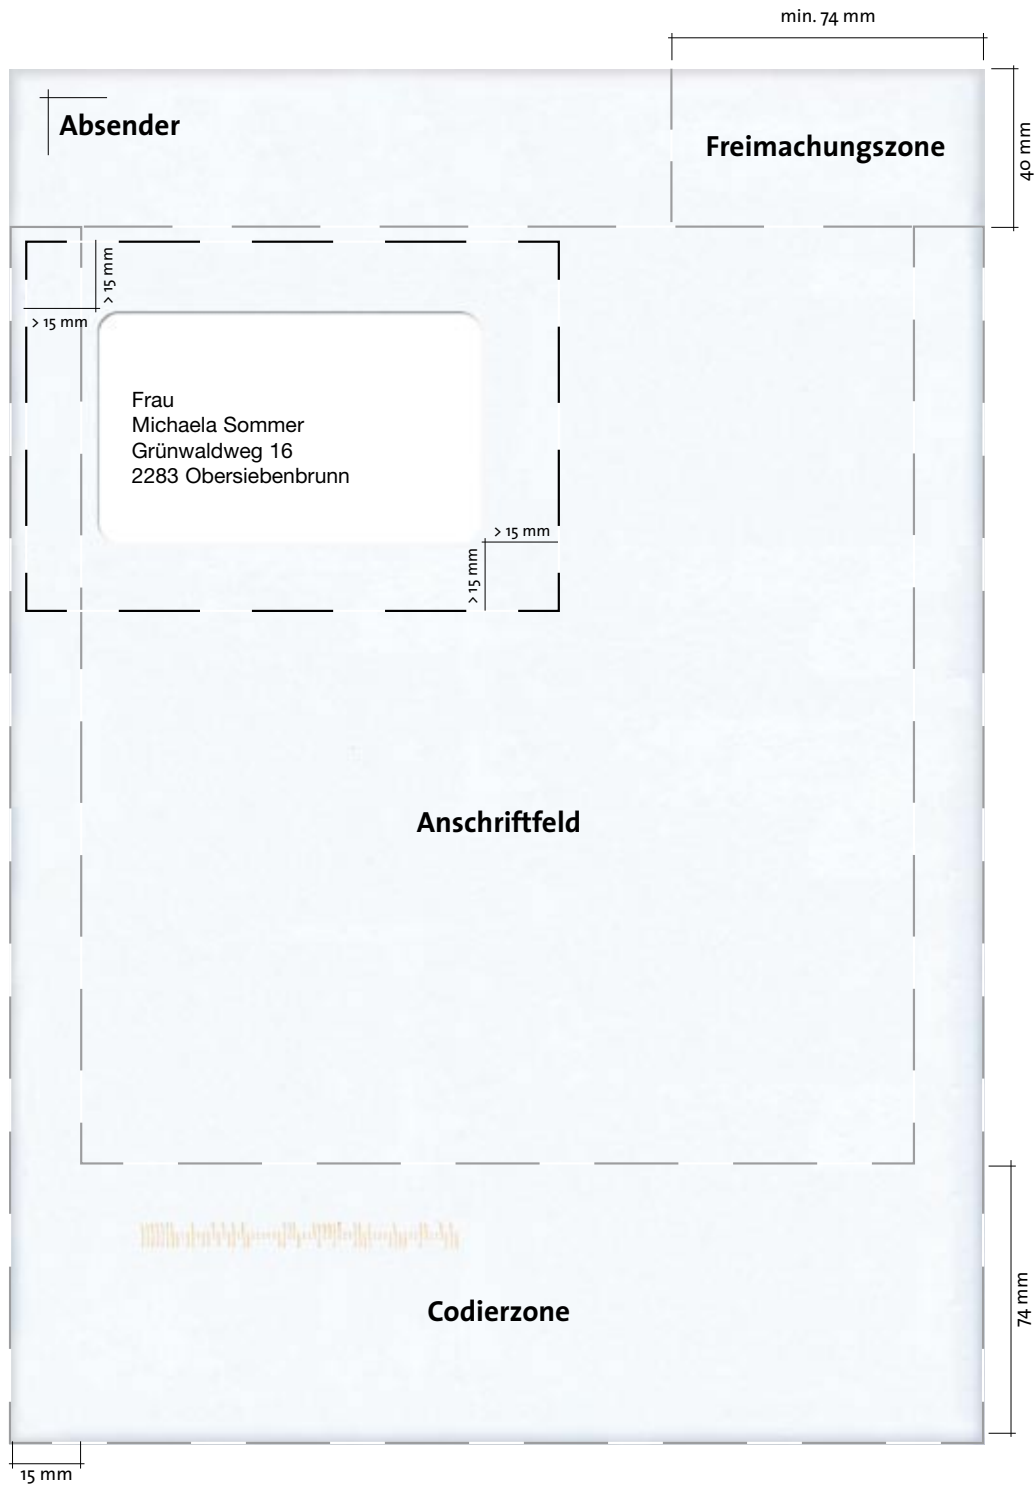 min. 74 mm
Absender
Freimachungszone
40 mm
> 15 mm
> 15 mm
Frau
Michaela Sommer
Grünwaldweg 16
2283 Obersiebenbrunn
> 15 mm
> 15 mm
Anschriftfeld
Codierzone
74 mm
15 mm